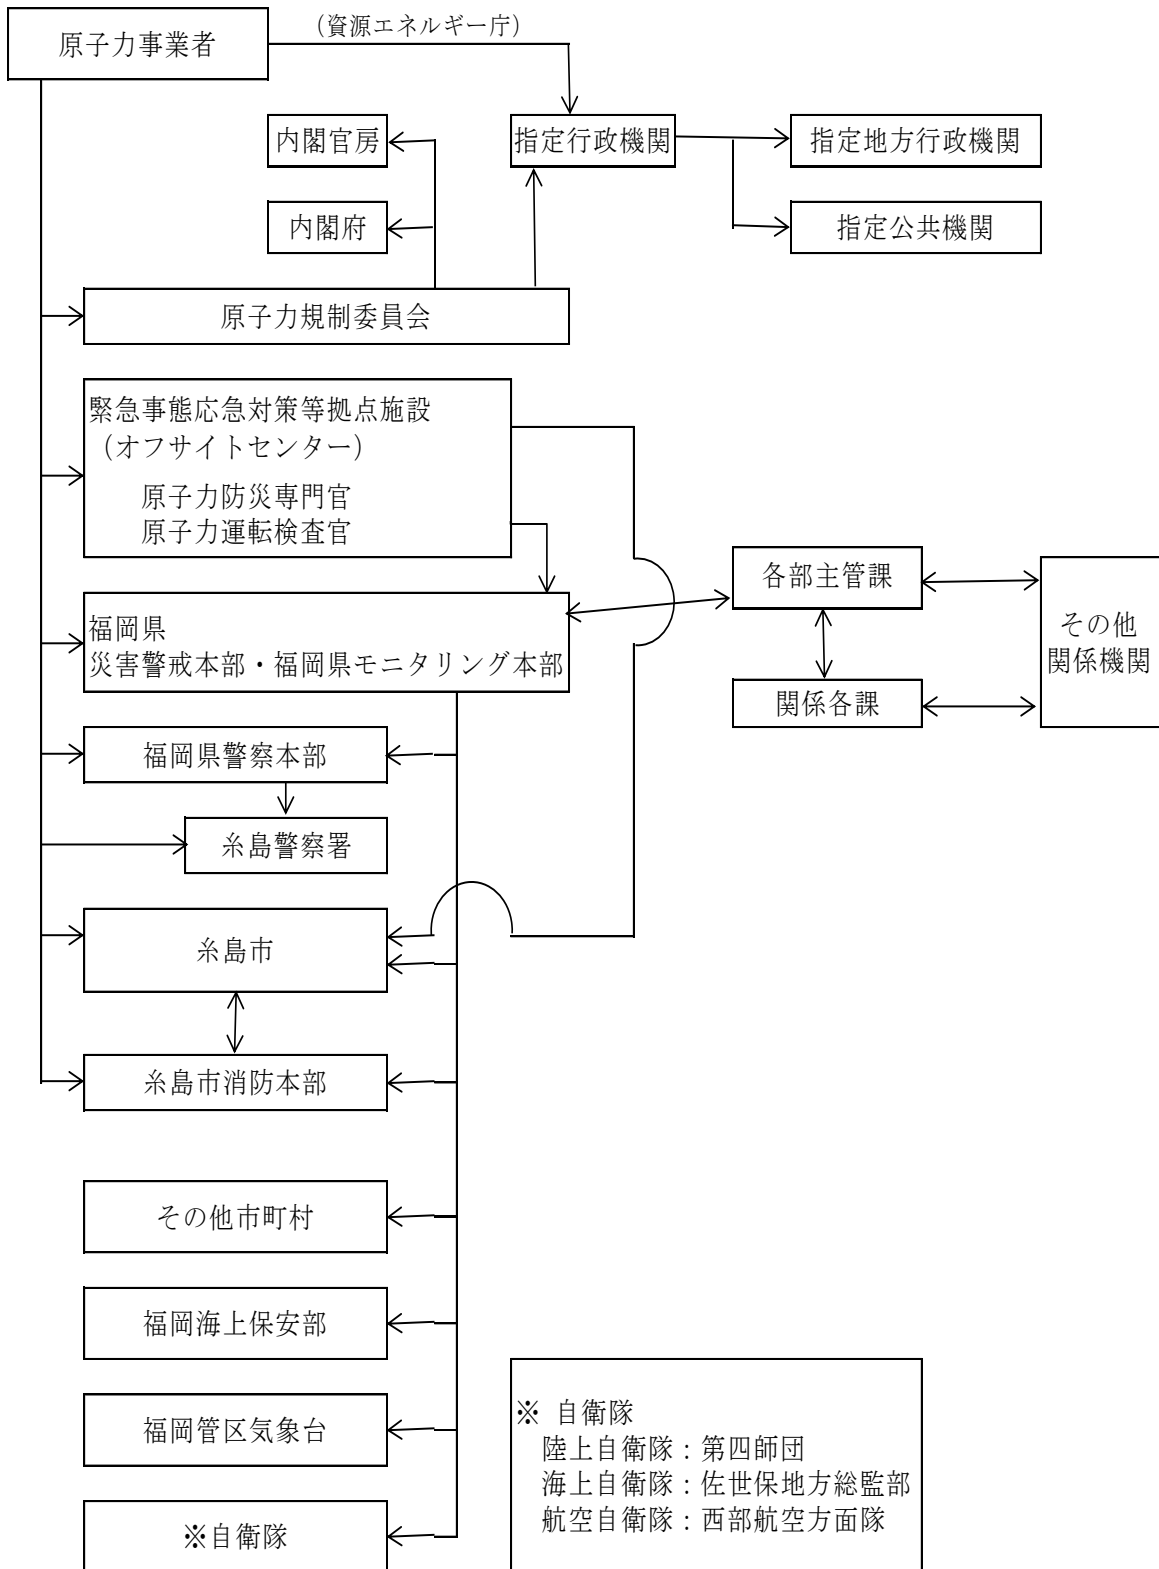 原子力事業者
（資源エネルギー庁）
内閣官房
指定行政機関
指定地方行政機関
内閣府
指定公共機関
原子力規制委員会
緊急事態応急対策等拠点施設
（オフサイトセンター）
原子力防災専門官
原子力運転検査官
各部主管課
その他
関係機関
福岡県
災害警戒本部・福岡県モニタリング本部
関係各課
福岡県警察本部
糸島警察署
糸島市
糸島市消防本部
その他市町村
福岡海上保安部
福岡管区気象台
※自衛隊
※ 自衛隊
陸上自衛隊：第四師団
海上自衛隊：佐世保地方総監部
航空自衛隊：西部航空方面隊